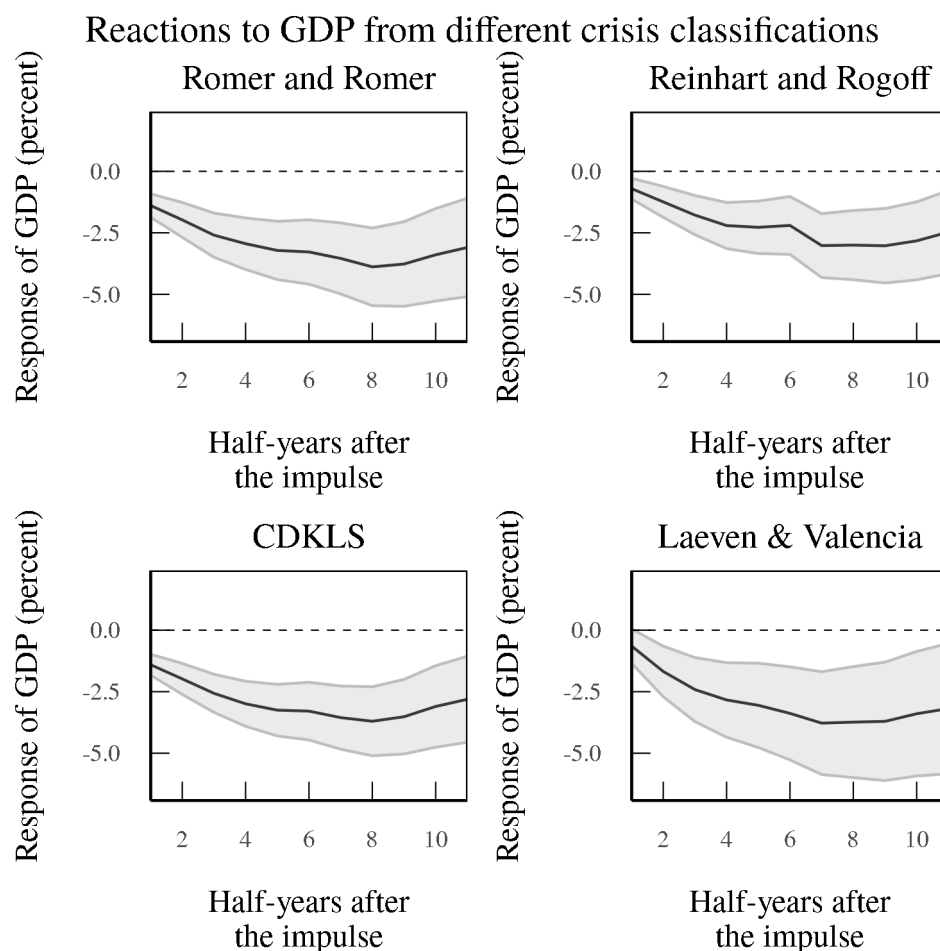 Reactions to GDP from different crisis classifications
Romer and Romer
Response of GDP (percent)
0.0
-2.5
-5.0
2 4 6 8 10
Half-years after
the impulse
Reinhart and Rogoff
Response of GDP (percent)
0.0
-2.5
-5.0
2 4 6 8 10
Half-years after
the impulse
CDKLS
Response of GDP (percent)
0.0
-2.5
-5.0
2 4 6 8 10
Half-years after
the impulse
Laeven & Valencia
Response of GDP (percent)
0.0
-2.5
-5.0
2 4 6 8 10
Half-years after
the impulse